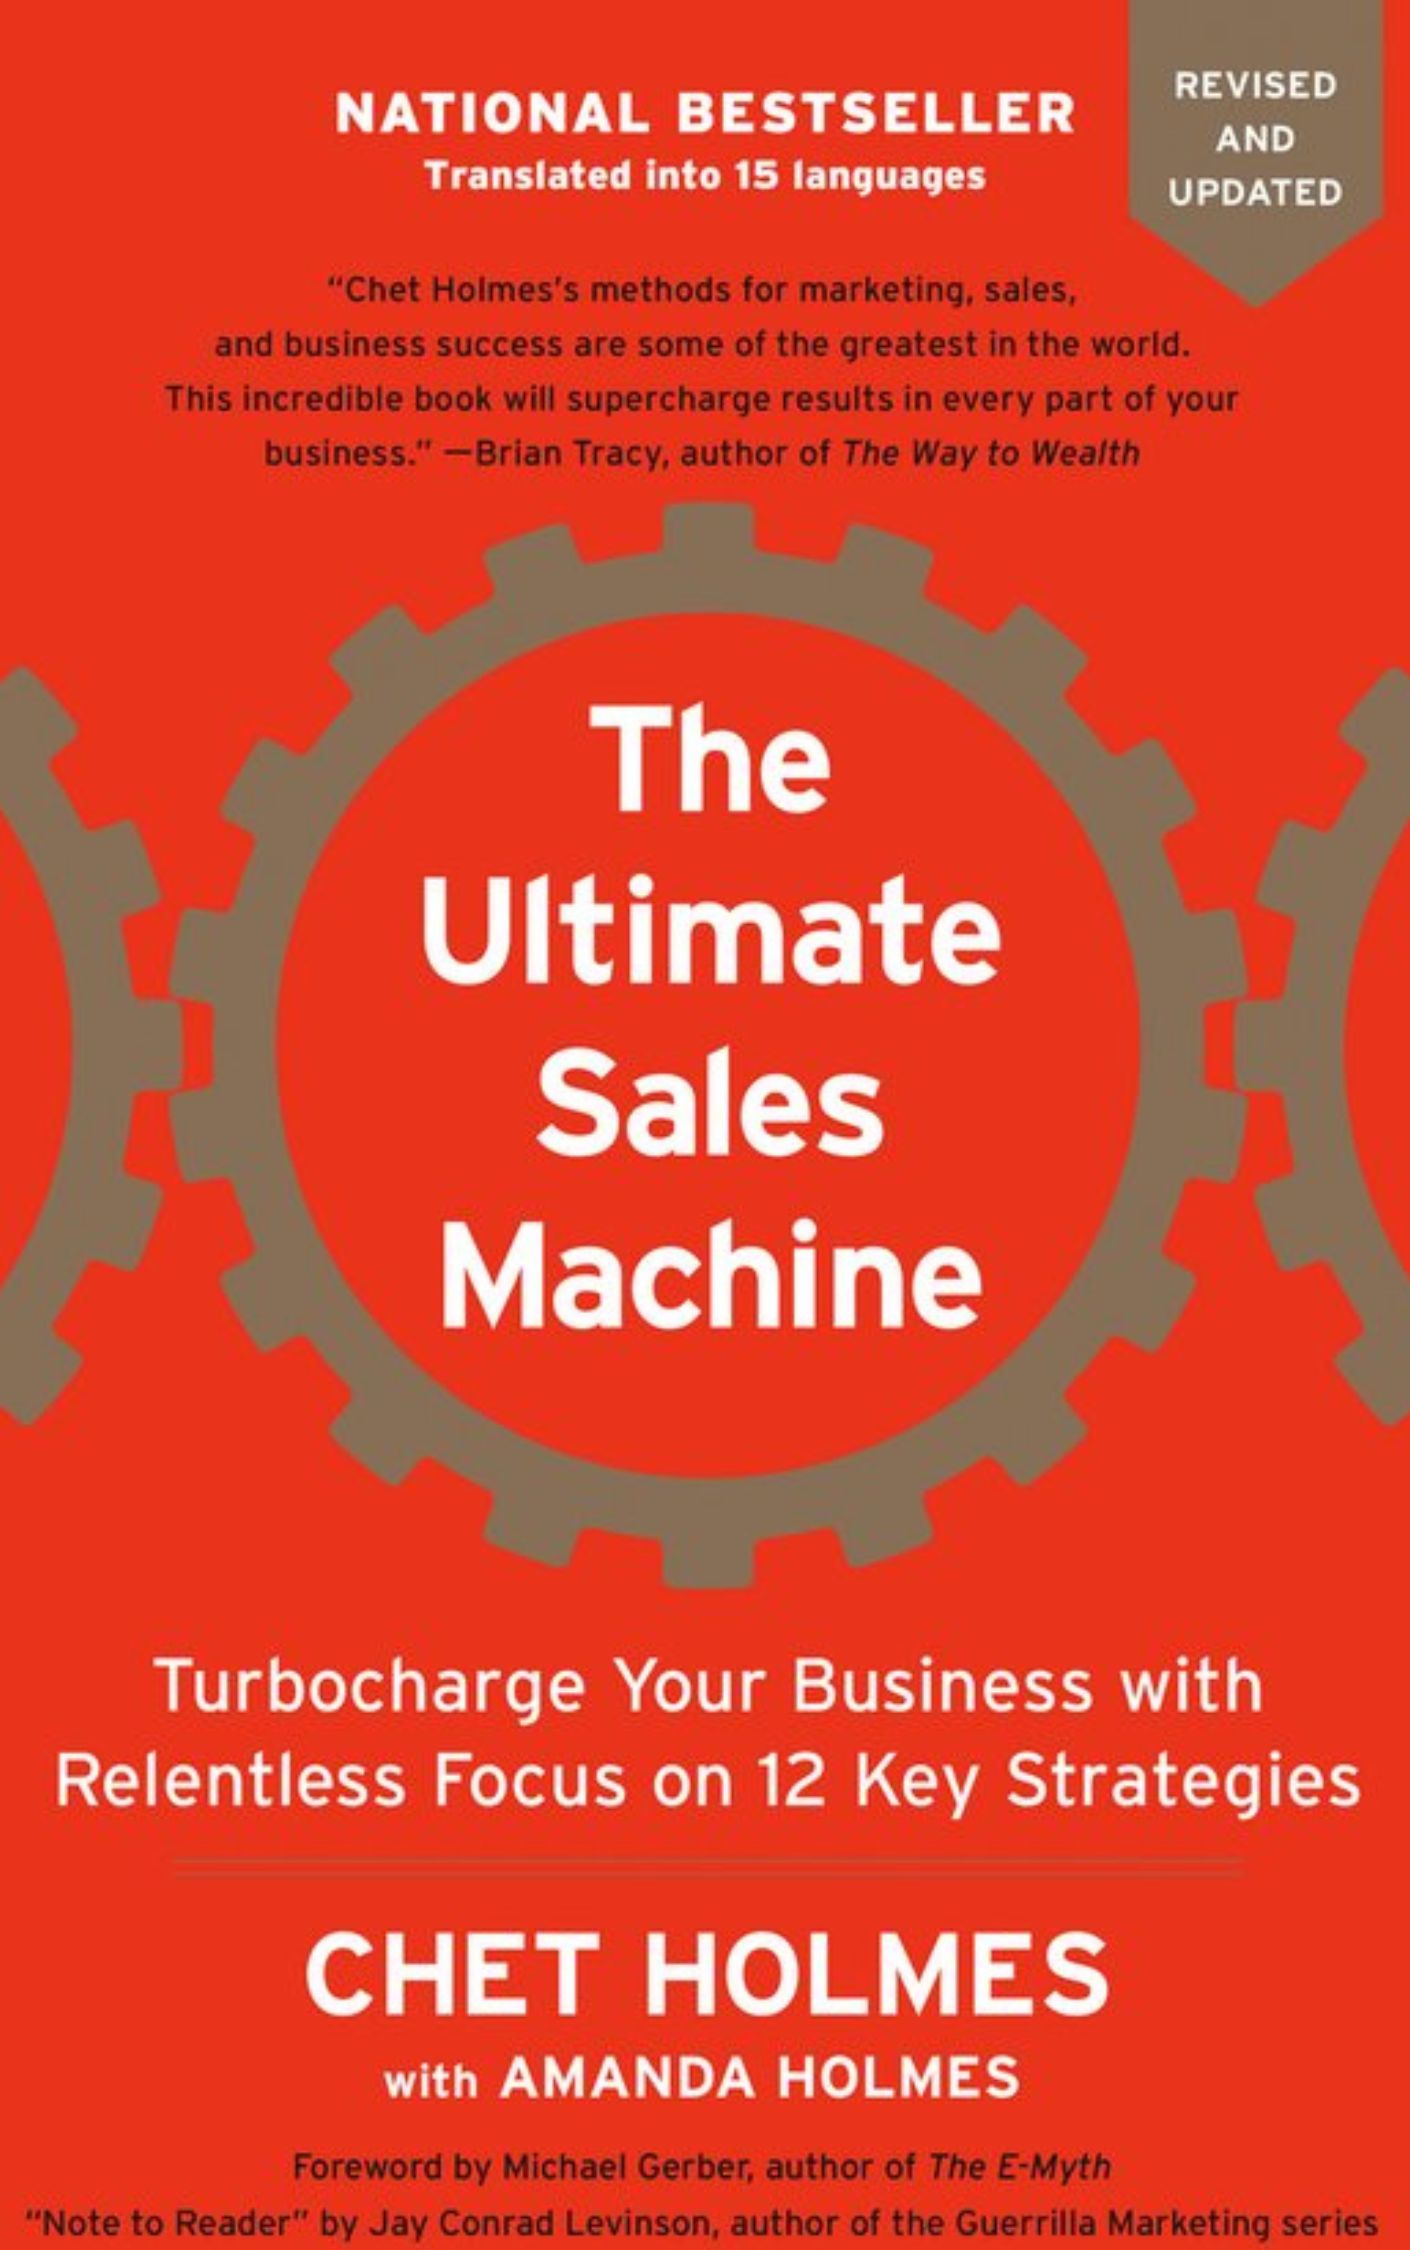 NATIONAL BESTSELLER
Translated into 15 languages
REVISED
AND
UPDATED
“Chet Holmes’s methods for marketing, sales,
and business success are some of the greatest in the world.
This incredible book will supercharge results in every part of your
business.” —Brian Tracy, author of The Way to Wealth
The
Ultimate
Sales
Machine
Turbocharge Your Business with
Relentless Focus on 12 Key Strategies
CHET HOLMES
with AMANDA HOLMES
Foreword by Michael Gerber, author of The E-Myth
“Note to Reader” by Jay Conrad Levinson, author of the Guerrilla Marketing series